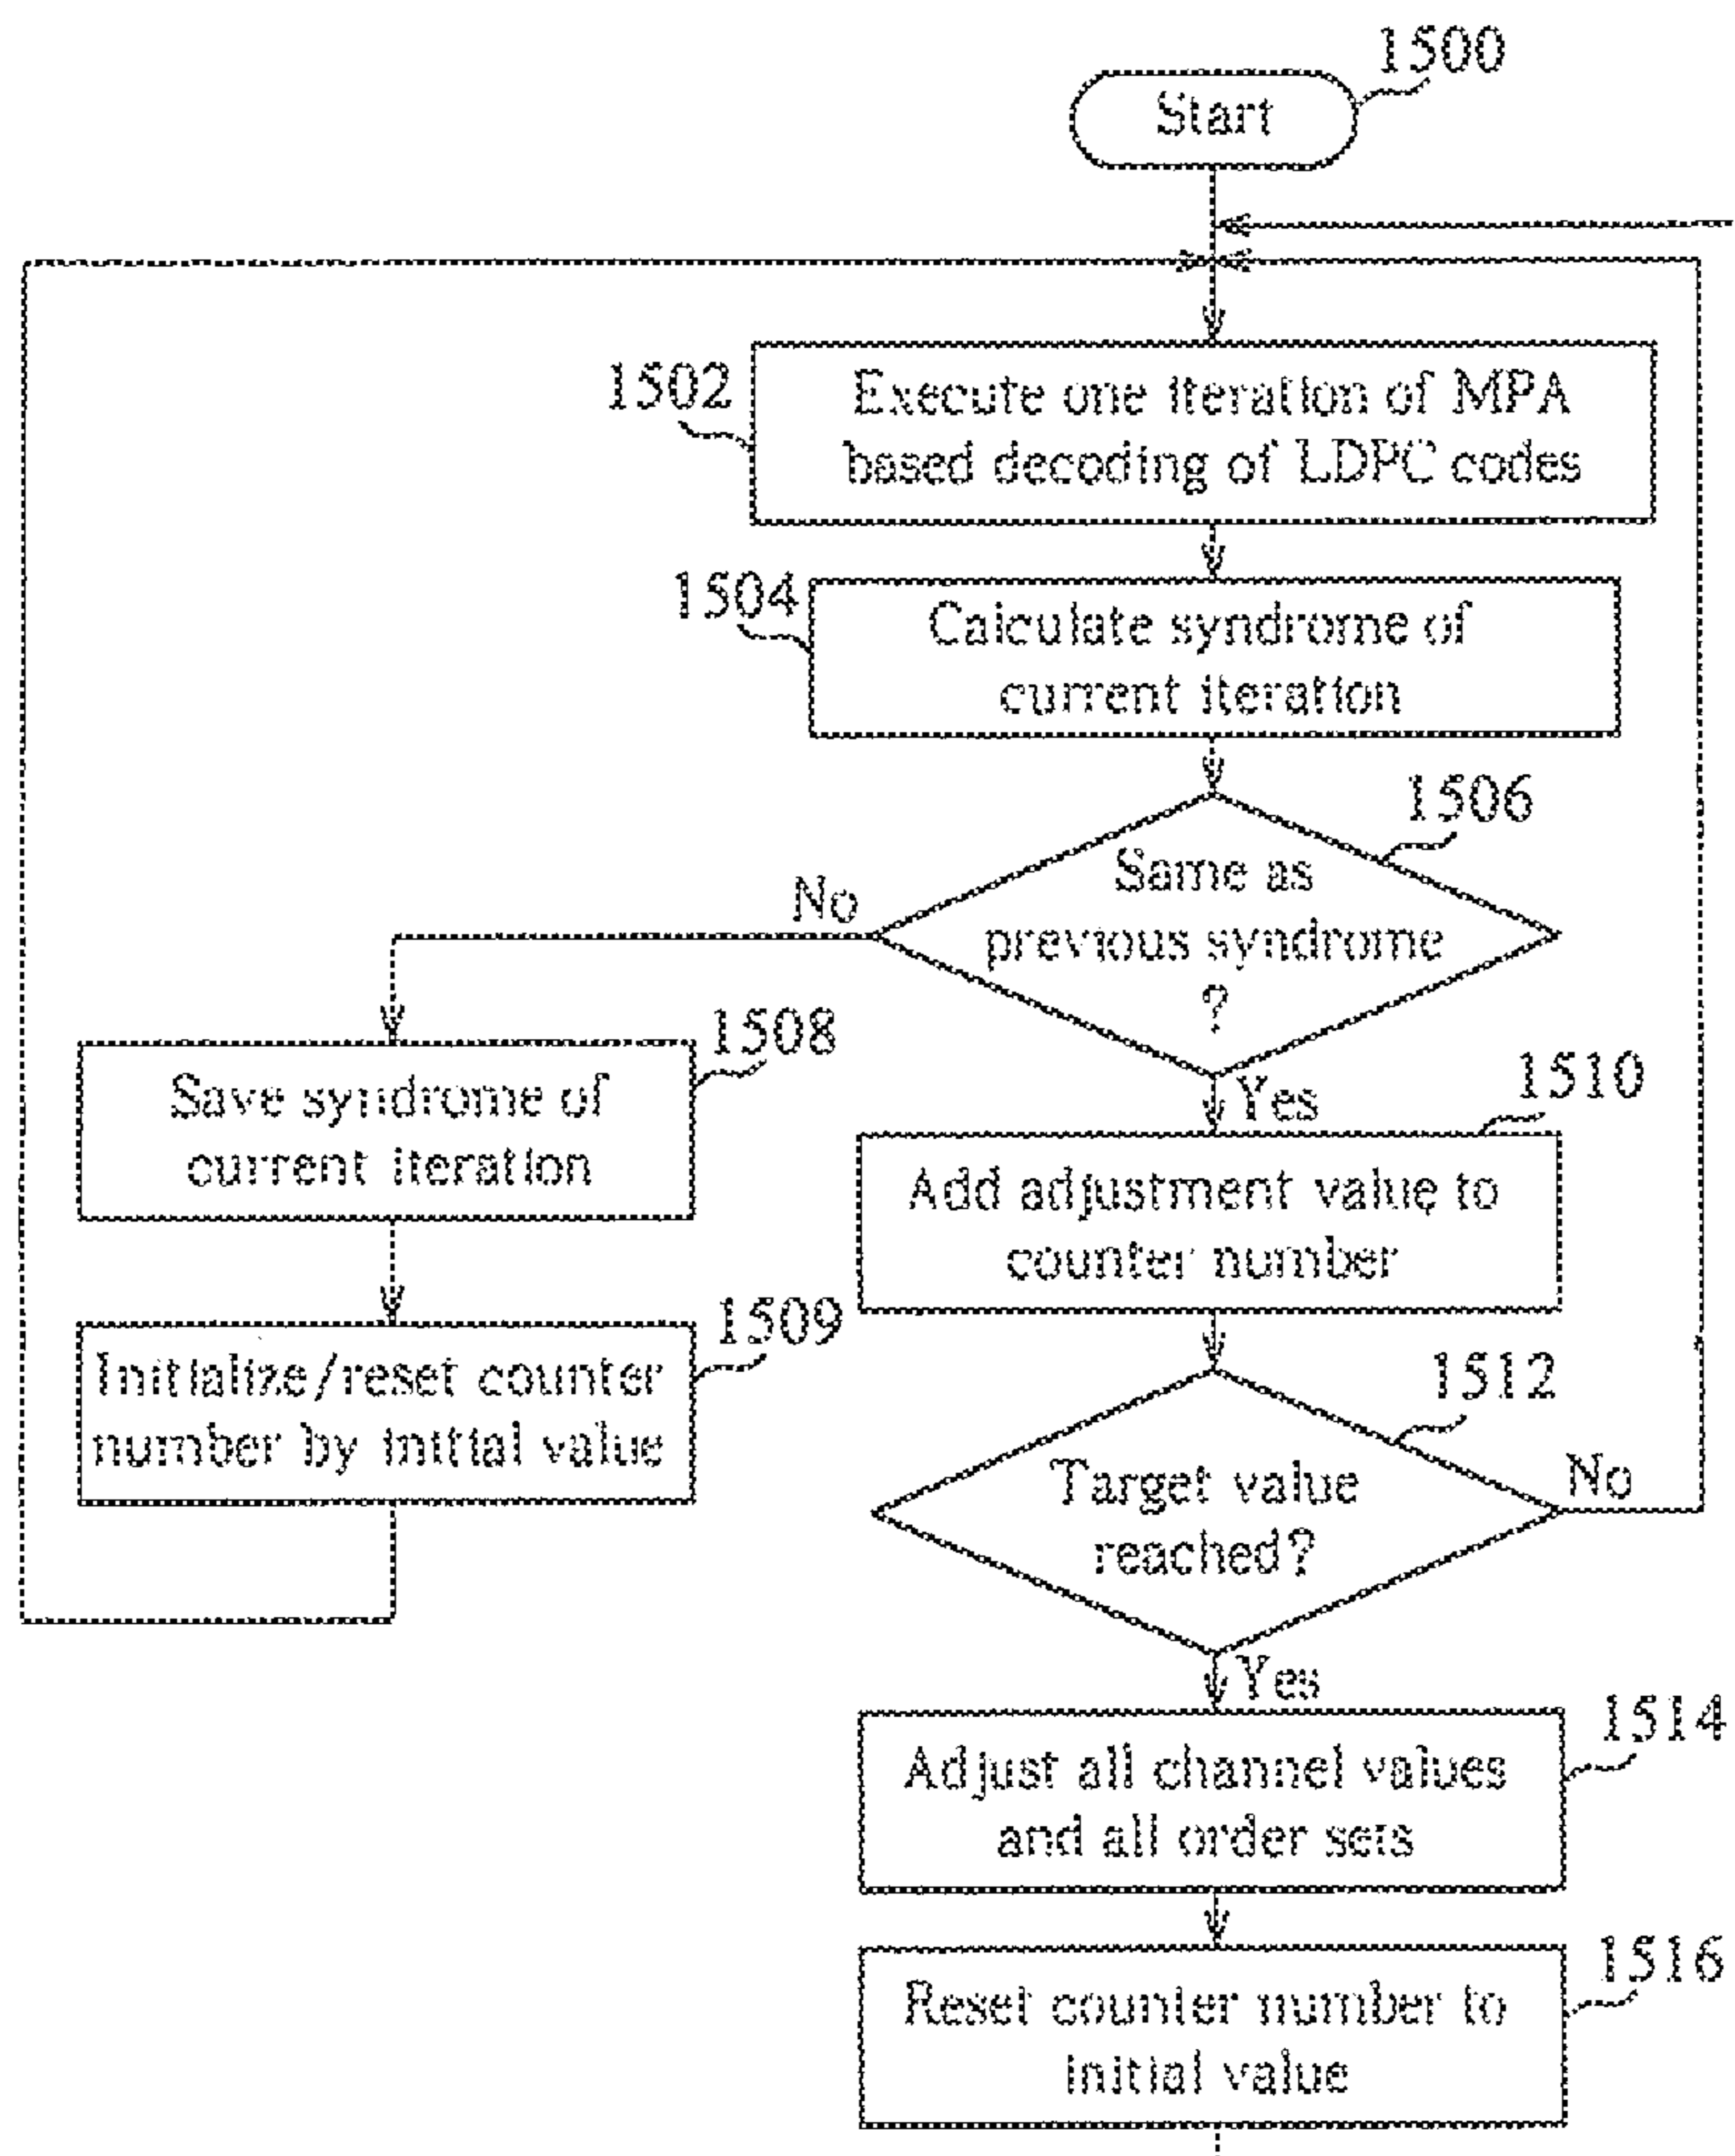 1500
Start
1502
Execute one iteration of MPA
based decoding of LDPC codes
1504
Calculate syndrome of
current iteration
1506
Same as
previous syndrome
?
No
Yes
1508
Save syndrome of
current iteration
1510
Add adjustment value to
counter number
1509
Initialize/reset counter
number by initial value
1512
Target value
reached?
No
Yes
1514
Adjust all channel values
and all order sets
1516
Reset counter number to
initial value